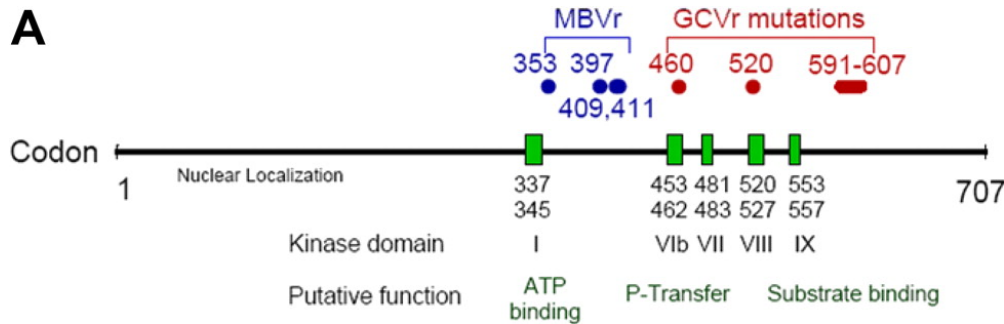 A
MBVr GCVr mutations
353 397 460 520 591-607
409,411
Codon
1 Nuclear Localization 337 453 481 520 553 707
345 462 483 527 557
Kinase domain I VIb VII VIII IX
Putative function ATP binding P-Transfer Substrate binding